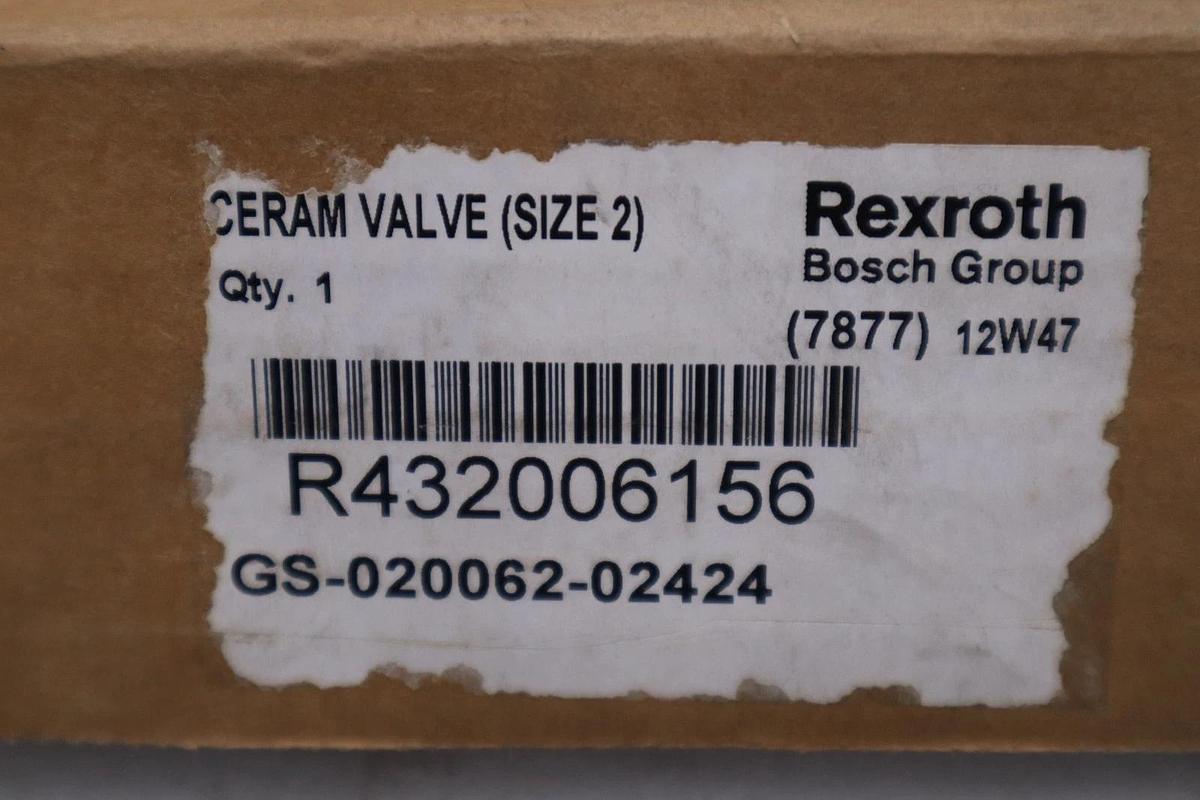 CERAM VALVE (SIZE 2)
Rexroth
Bosch Group
Qty. 1
(7877) 12W47
R432006156
GS-020062-02424